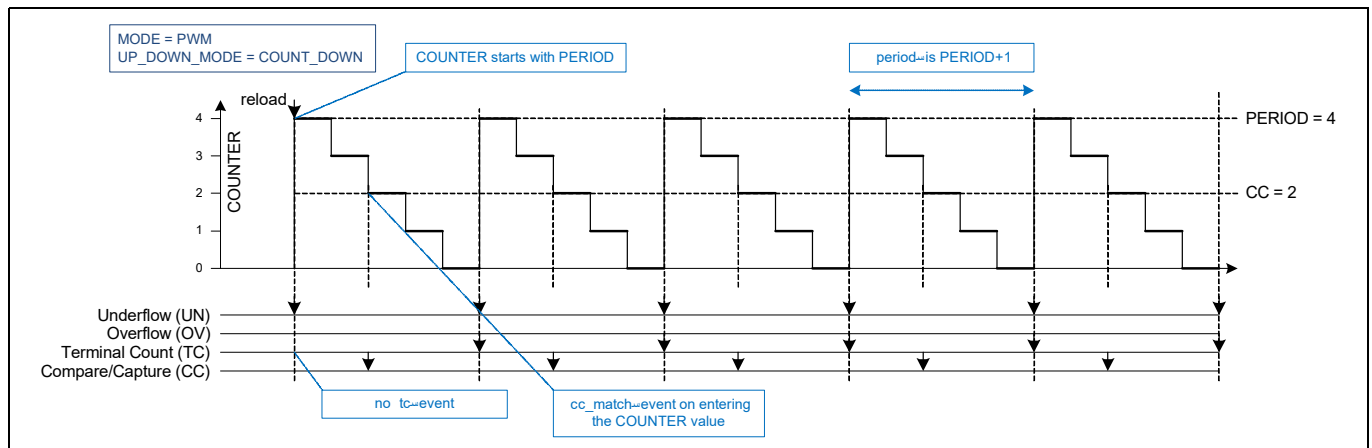 MODE = PWM
UP_DOWN_MODE = COUNT_DOWN
COUNTER starts with PERIOD
period is PERIOD+1
reload
4
3
2
1
0
COUNTER
PERIOD = 4
CC = 2
Underflow (UN)
Overflow (OV)
Terminal Count (TC)
Compare/Capture (CC)
no tc event
cc_match event on entering
the COUNTER value